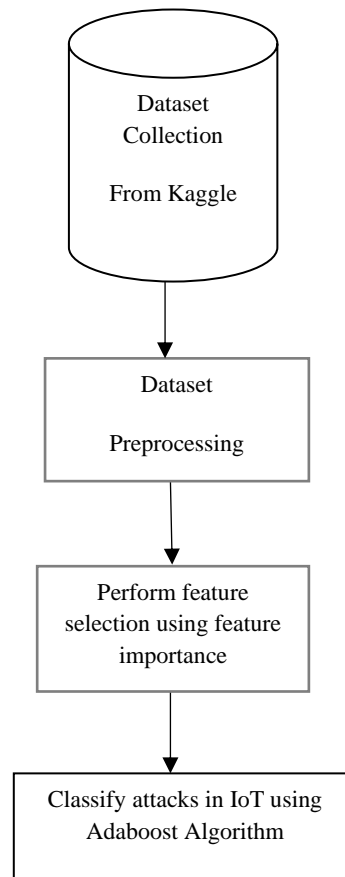 Dataset
Collection
From Kaggle
Dataset
Preprocessing
Perform feature
selection using feature
importance
Classify attacks in IoT using
Adaboost Algorithm